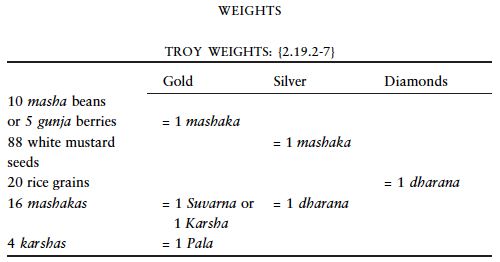 WEIGHTS
TROY WEIGHTS: {2.19.2-7}
Gold Silver Diamonds
10 masha beans
or 5 gunja berries = 1 mashaka
88 white mustard = 1 mashaka
seeds
20 rice grains = 1 dharana
16 mashakas = 1 Suvarna or = 1 dharana
1 Karsha
4 karshas = 1 Pala